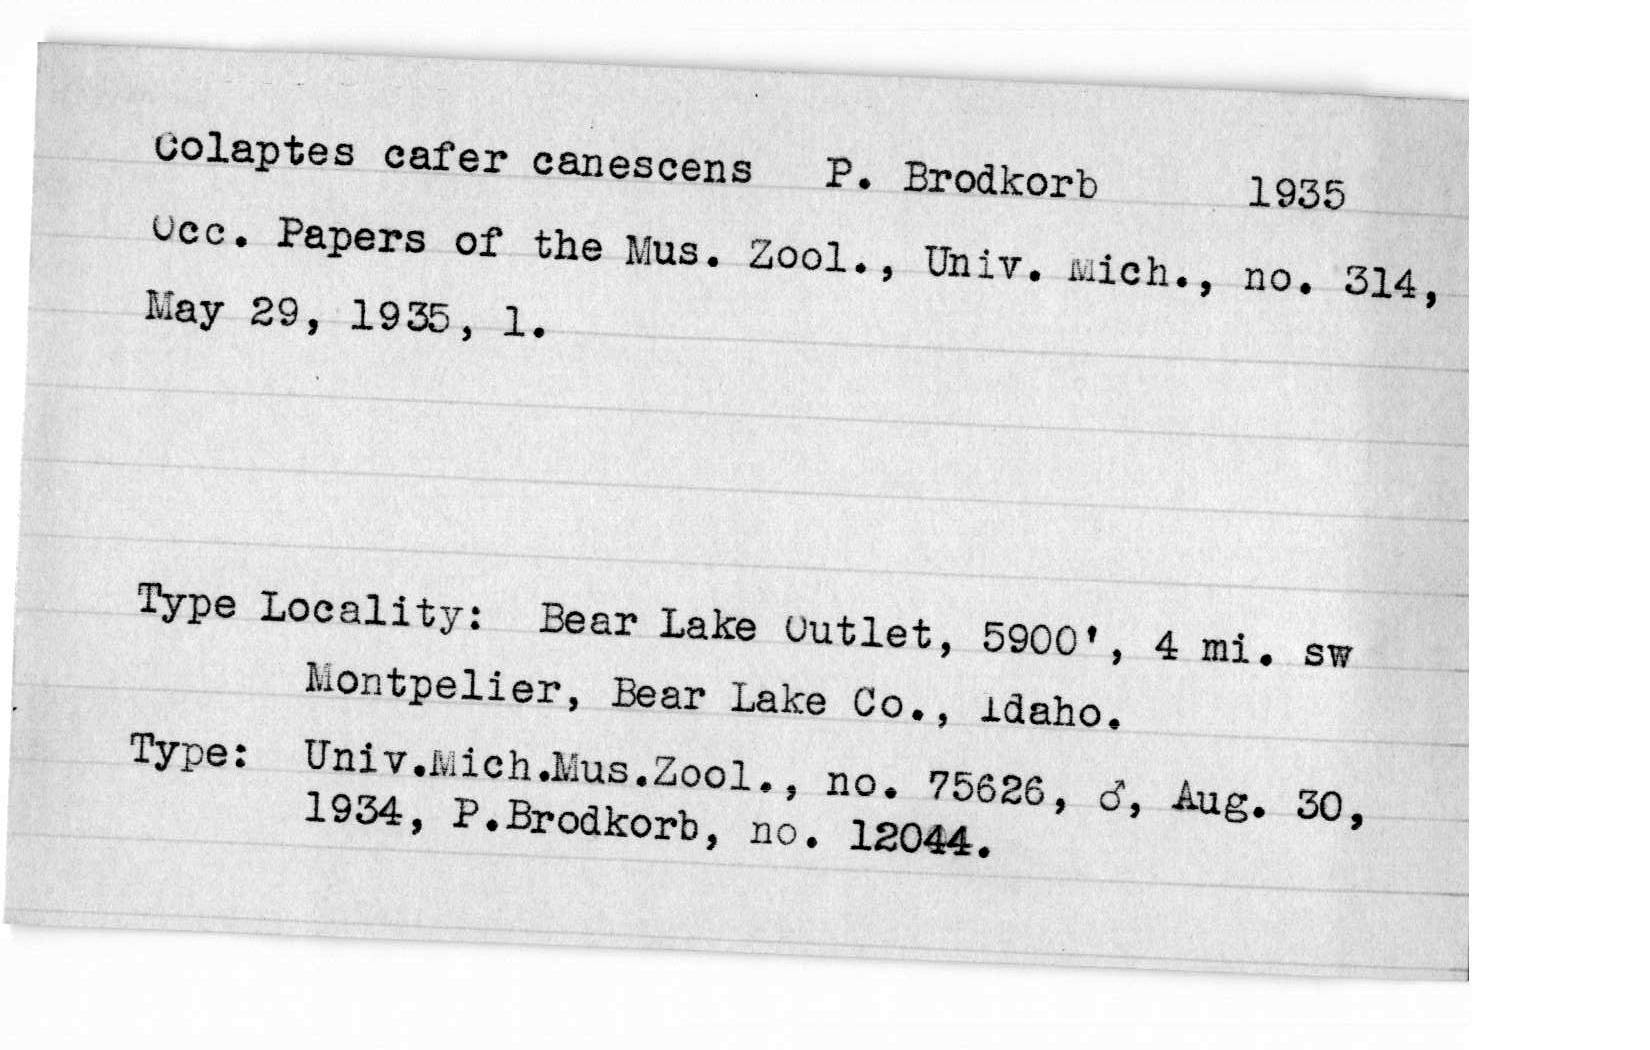 Colaptes cafer canescens P. Brodkorb 1935
Occ. Papers of the Mus. Zool., Univ. Mich., no. 314,
May 29, 1935, 1.
Type Locality: Bear Lake Outlet, 5900', 4 mi. sw
Montpelier, Bear Lake Co., Idaho.
Type: Univ.Mich.Mus.Zool., no. 75626, ♂, Aug. 30,
1934, P.Brodkorb, no. 12044.